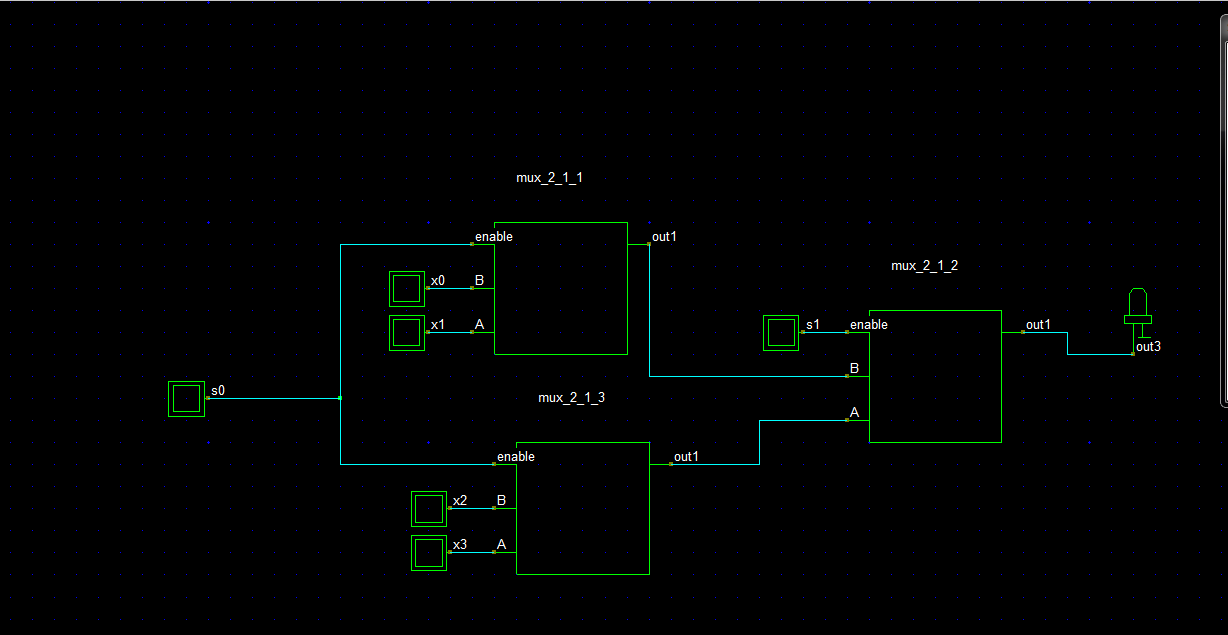 mux_2_1_1
enable
out1
x0
B
x1
A
mux_2_1_2
s1
enable
out1
out3
B
A
s0
mux_2_1_3
enable
out1
x2
B
x3
A